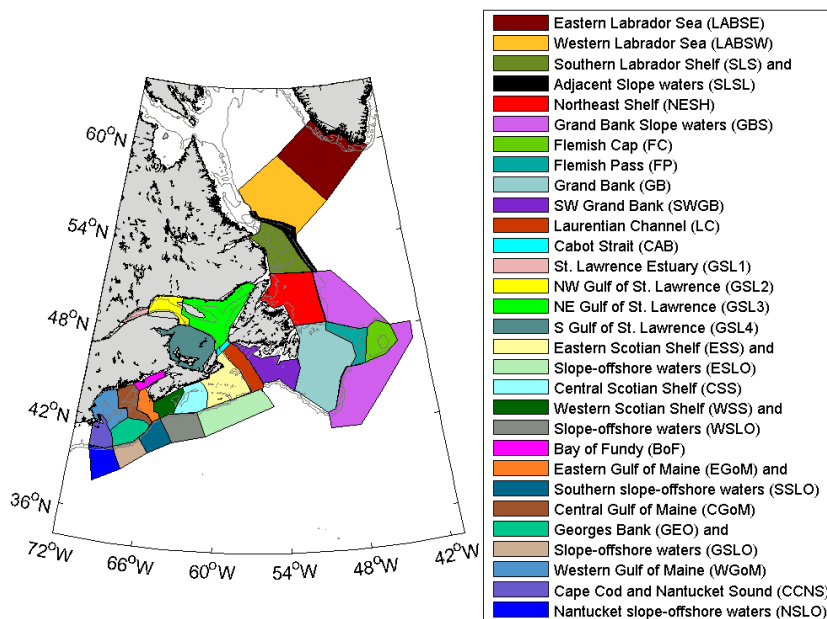 Eastern Labrador Sea (LABSE)
Western Labrador Sea (LABSW)
Southern Labrador Shelf (SLS) and
Adjacent Slope waters (SLSL)
Northeast Shelf (NESH)
Grand Bank Slope waters (GBS)
Flemish Cap (FC)
Flemish Pass (FP)
Grand Bank (GB)
SW Grand Bank (SWGB)
Laurentian Channel (LC)
Cabot Strait (CAB)
St. Lawrence Estuary (GSL1)
NW Gulf of St. Lawrence (GSL2)
NE Gulf of St. Lawrence (GSL3)
S Gulf of St. Lawrence (GSL4)
Eastern Scotian Shelf (ESS) and
Slope-offshore waters (ESLO)
Central Scotian Shelf (CSS)
Western Scotian Shelf (WSS) and
Slope-offshore waters (WSLO)
Bay of Fundy (BoF)
Eastern Gulf of Maine (EGoM) and
Southern slope-offshore waters (SSLO)
Central Gulf of Maine (CGoM)
Georges Bank (GEO) and
Slope-offshore waters (GSLO)
Western Gulf of Maine (WGoM)
Cape Cod and Nantucket Sound (CCNS)
Nantucket slope-offshore waters (NSLO)
60°N
54°N
48°N
42°N
36°N
72°W
66°W
60°W
54°W
48°W
42°W